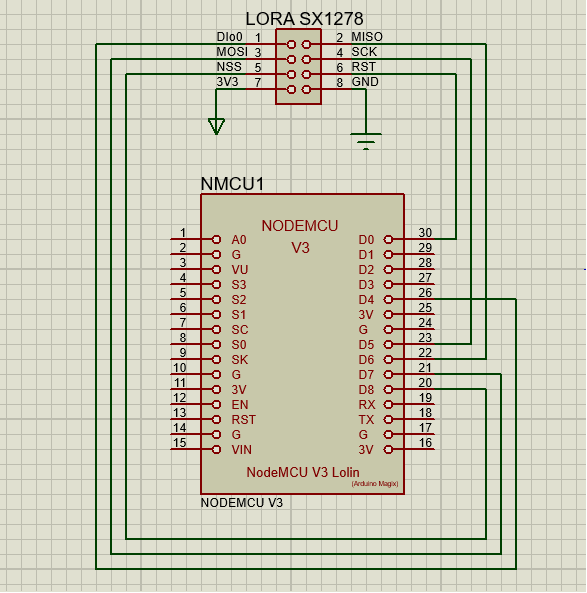 LORA SX1278
DIo0 1 2 MISO
MOSI 3 4 SCK
NSS 5 6 RST
3V3 7 8 GND
NMCU1
NODEMCU
V3
1 A0 D0 30
2 G D1 29
3 VU D2 28
4 S3 D3 27
5 S2 D4 26
6 S1 3V 25
7 SC G 24
8 S0 D5 23
9 SK D6 22
10 G D7 21
11 3V D8 20
12 EN RX 19
13 RST TX 18
14 G G 17
15 VIN 3V 16
NodeMCU V3 Lolin
(Arduino Magix)
NODEMCU V3